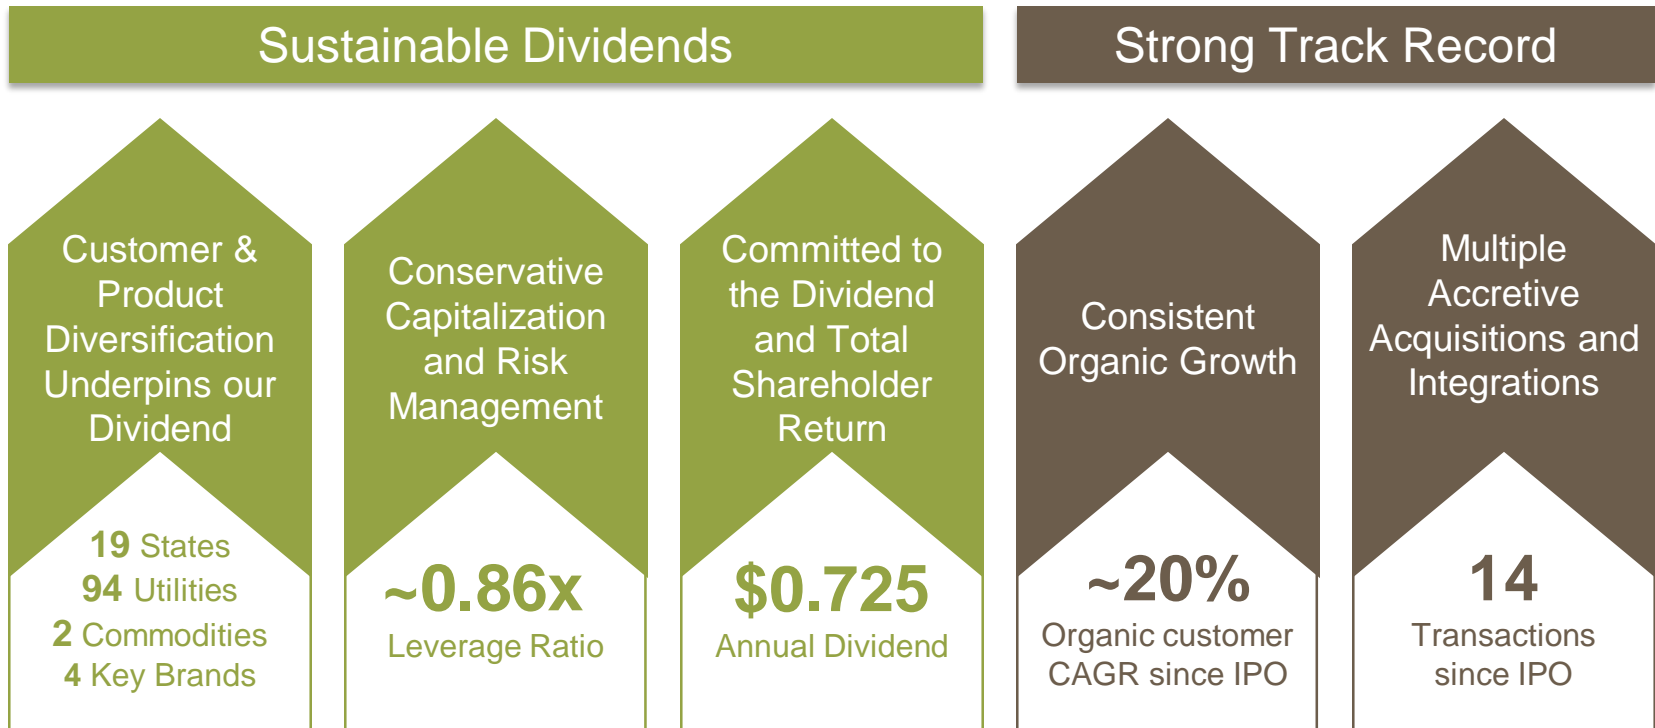 Sustainable Dividends
Strong Track Record
Customer &
Product
Diversification
Underpins our
Dividend
19 States
94 Utilities
2 Commodities
4 Key Brands
Conservative
Capitalization
and Risk
Management
~0.86x
Leverage Ratio
Committed to
the Dividend
and Total
Shareholder
Return
$0.725
Annual Dividend
Consistent
Organic Growth
~20%
Organic customer
CAGR since IPO
Multiple
Accretive
Acquisitions and
Integrations
14
Transactions
since IPO